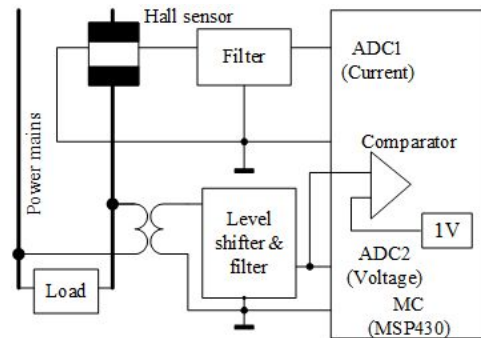 Hall sensor
Filter
ADC1
(Current)
Power mains
Comparator
Level
shifter &
filter
1V
ADC2
(Voltage)
Load
MC
(MSP430)